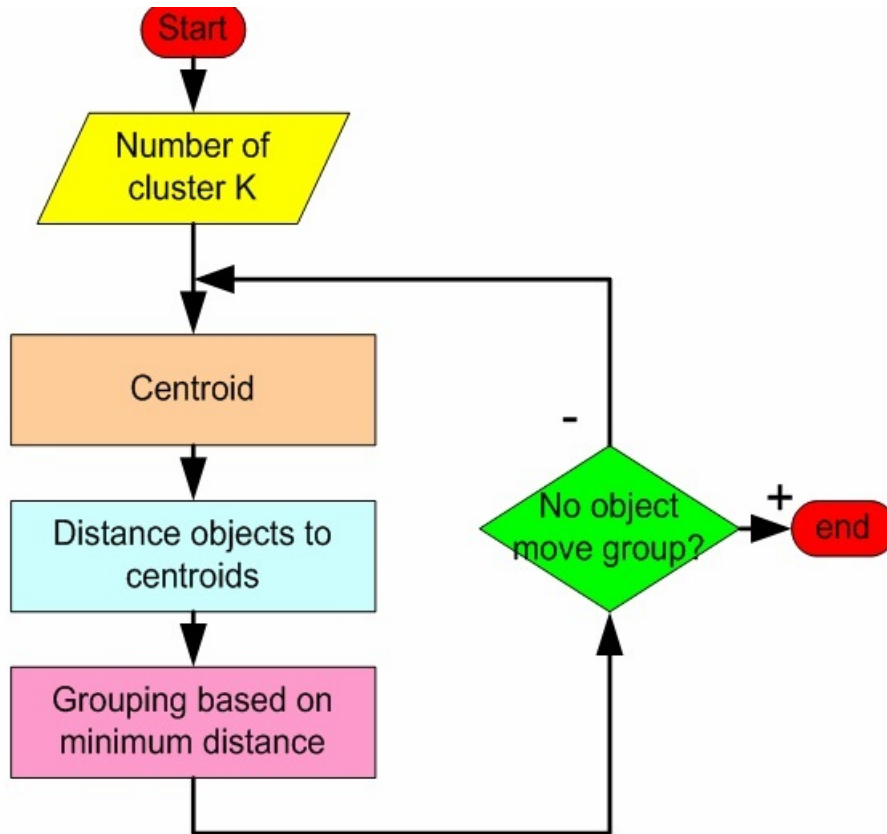 Start
Number of
cluster K
Centroid
Distance objects to
centroids
Grouping based on
minimum distance
-
No object
move group?
+
end